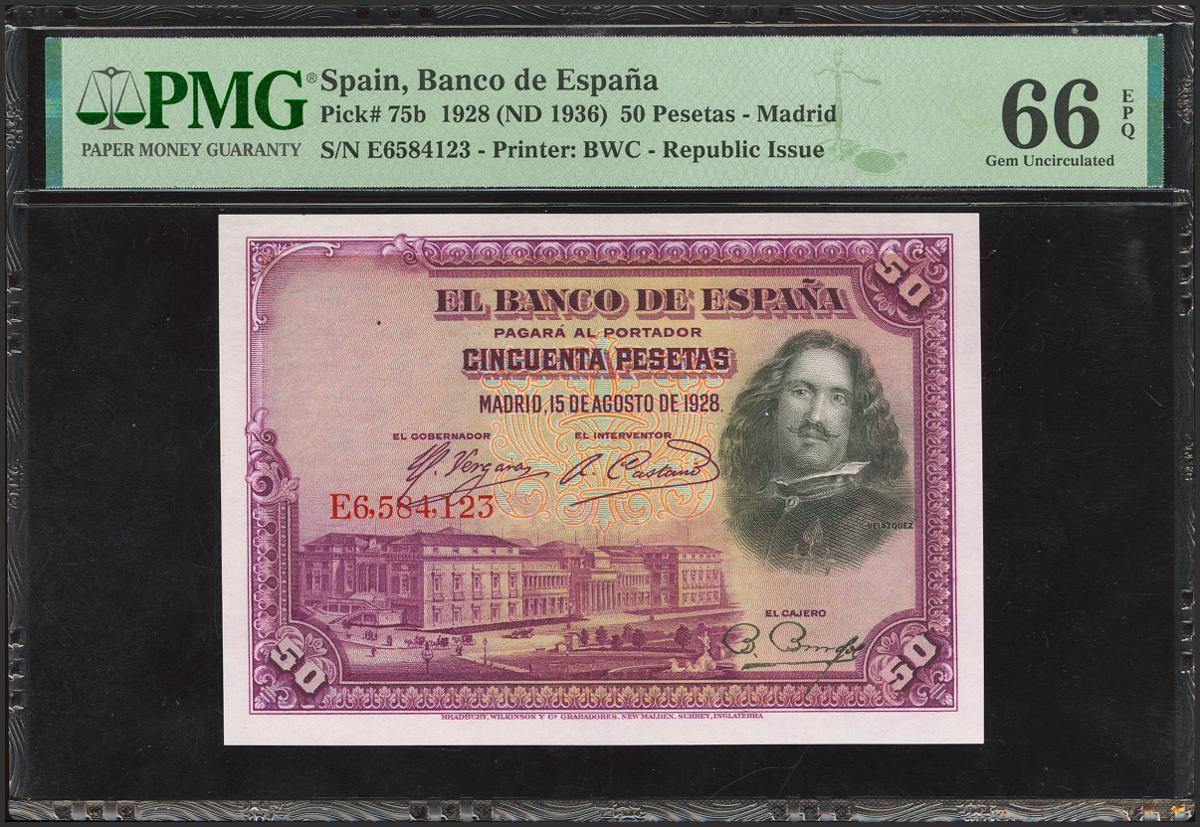 PMG®
PAPER MONEY GUARANTY
Spain, Banco de España
Pick# 75b 1928 (ND 1936) 50 Pesetas - Madrid
S/N E6584123 - Printer: BWC - Republic Issue
66 EPQ
Gem Uncirculated
50
EL BANCO DE ESPAÑA
PAGARÁ AL PORTADOR
CINCUENTA PESETAS
MADRID, 15 DE AGOSTO DE 1928.
EL GOBERNADOR EL INTERVENTOR
Vergara A. Castaño
E6,584,123
VELAZQUEZ
EL CAJERO
50 50
BRADBURY, WILKINSON Y Cª GRABADORES, NEW MALDEN, SURREY, INGLATERRA